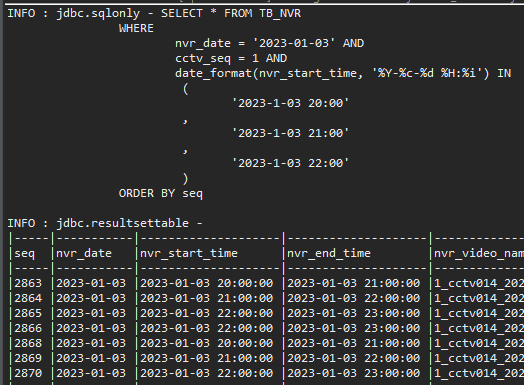 INFO : jdbc.sqlonly - SELECT * FROM TB_NVR
WHERE
nvr_date = '2023-01-03' AND
cctv_seq = 1 AND
date_format(nvr_start_time, '%Y-%c-%d %H:%i') IN
(
'2023-1-03 20:00'
,
'2023-1-03 21:00'
,
'2023-1-03 22:00'
)
ORDER BY seq
INFO : jdbc.resultsettable -
|-----|-----------|--------------------|--------------------|-------------
|seq |nvr_date |nvr_start_time |nvr_end_time |nvr_video_nam
|-----|-----------|--------------------|--------------------|-------------
|2863 |2023-01-03 |2023-01-03 20:00:00 |2023-01-03 21:00:00 |1_cctv014_202
|2864 |2023-01-03 |2023-01-03 21:00:00 |2023-01-03 22:00:00 |1_cctv014_202
|2865 |2023-01-03 |2023-01-03 22:00:00 |2023-01-03 23:00:00 |1_cctv014_202
|2866 |2023-01-03 |2023-01-03 22:00:00 |2023-01-03 23:00:00 |1_cctv014_202
|2868 |2023-01-03 |2023-01-03 20:00:00 |2023-01-03 21:00:00 |1_cctv014_202
|2869 |2023-01-03 |2023-01-03 21:00:00 |2023-01-03 22:00:00 |1_cctv014_202
|2870 |2023-01-03 |2023-01-03 22:00:00 |2023-01-03 23:00:00 |1_cctv014_202